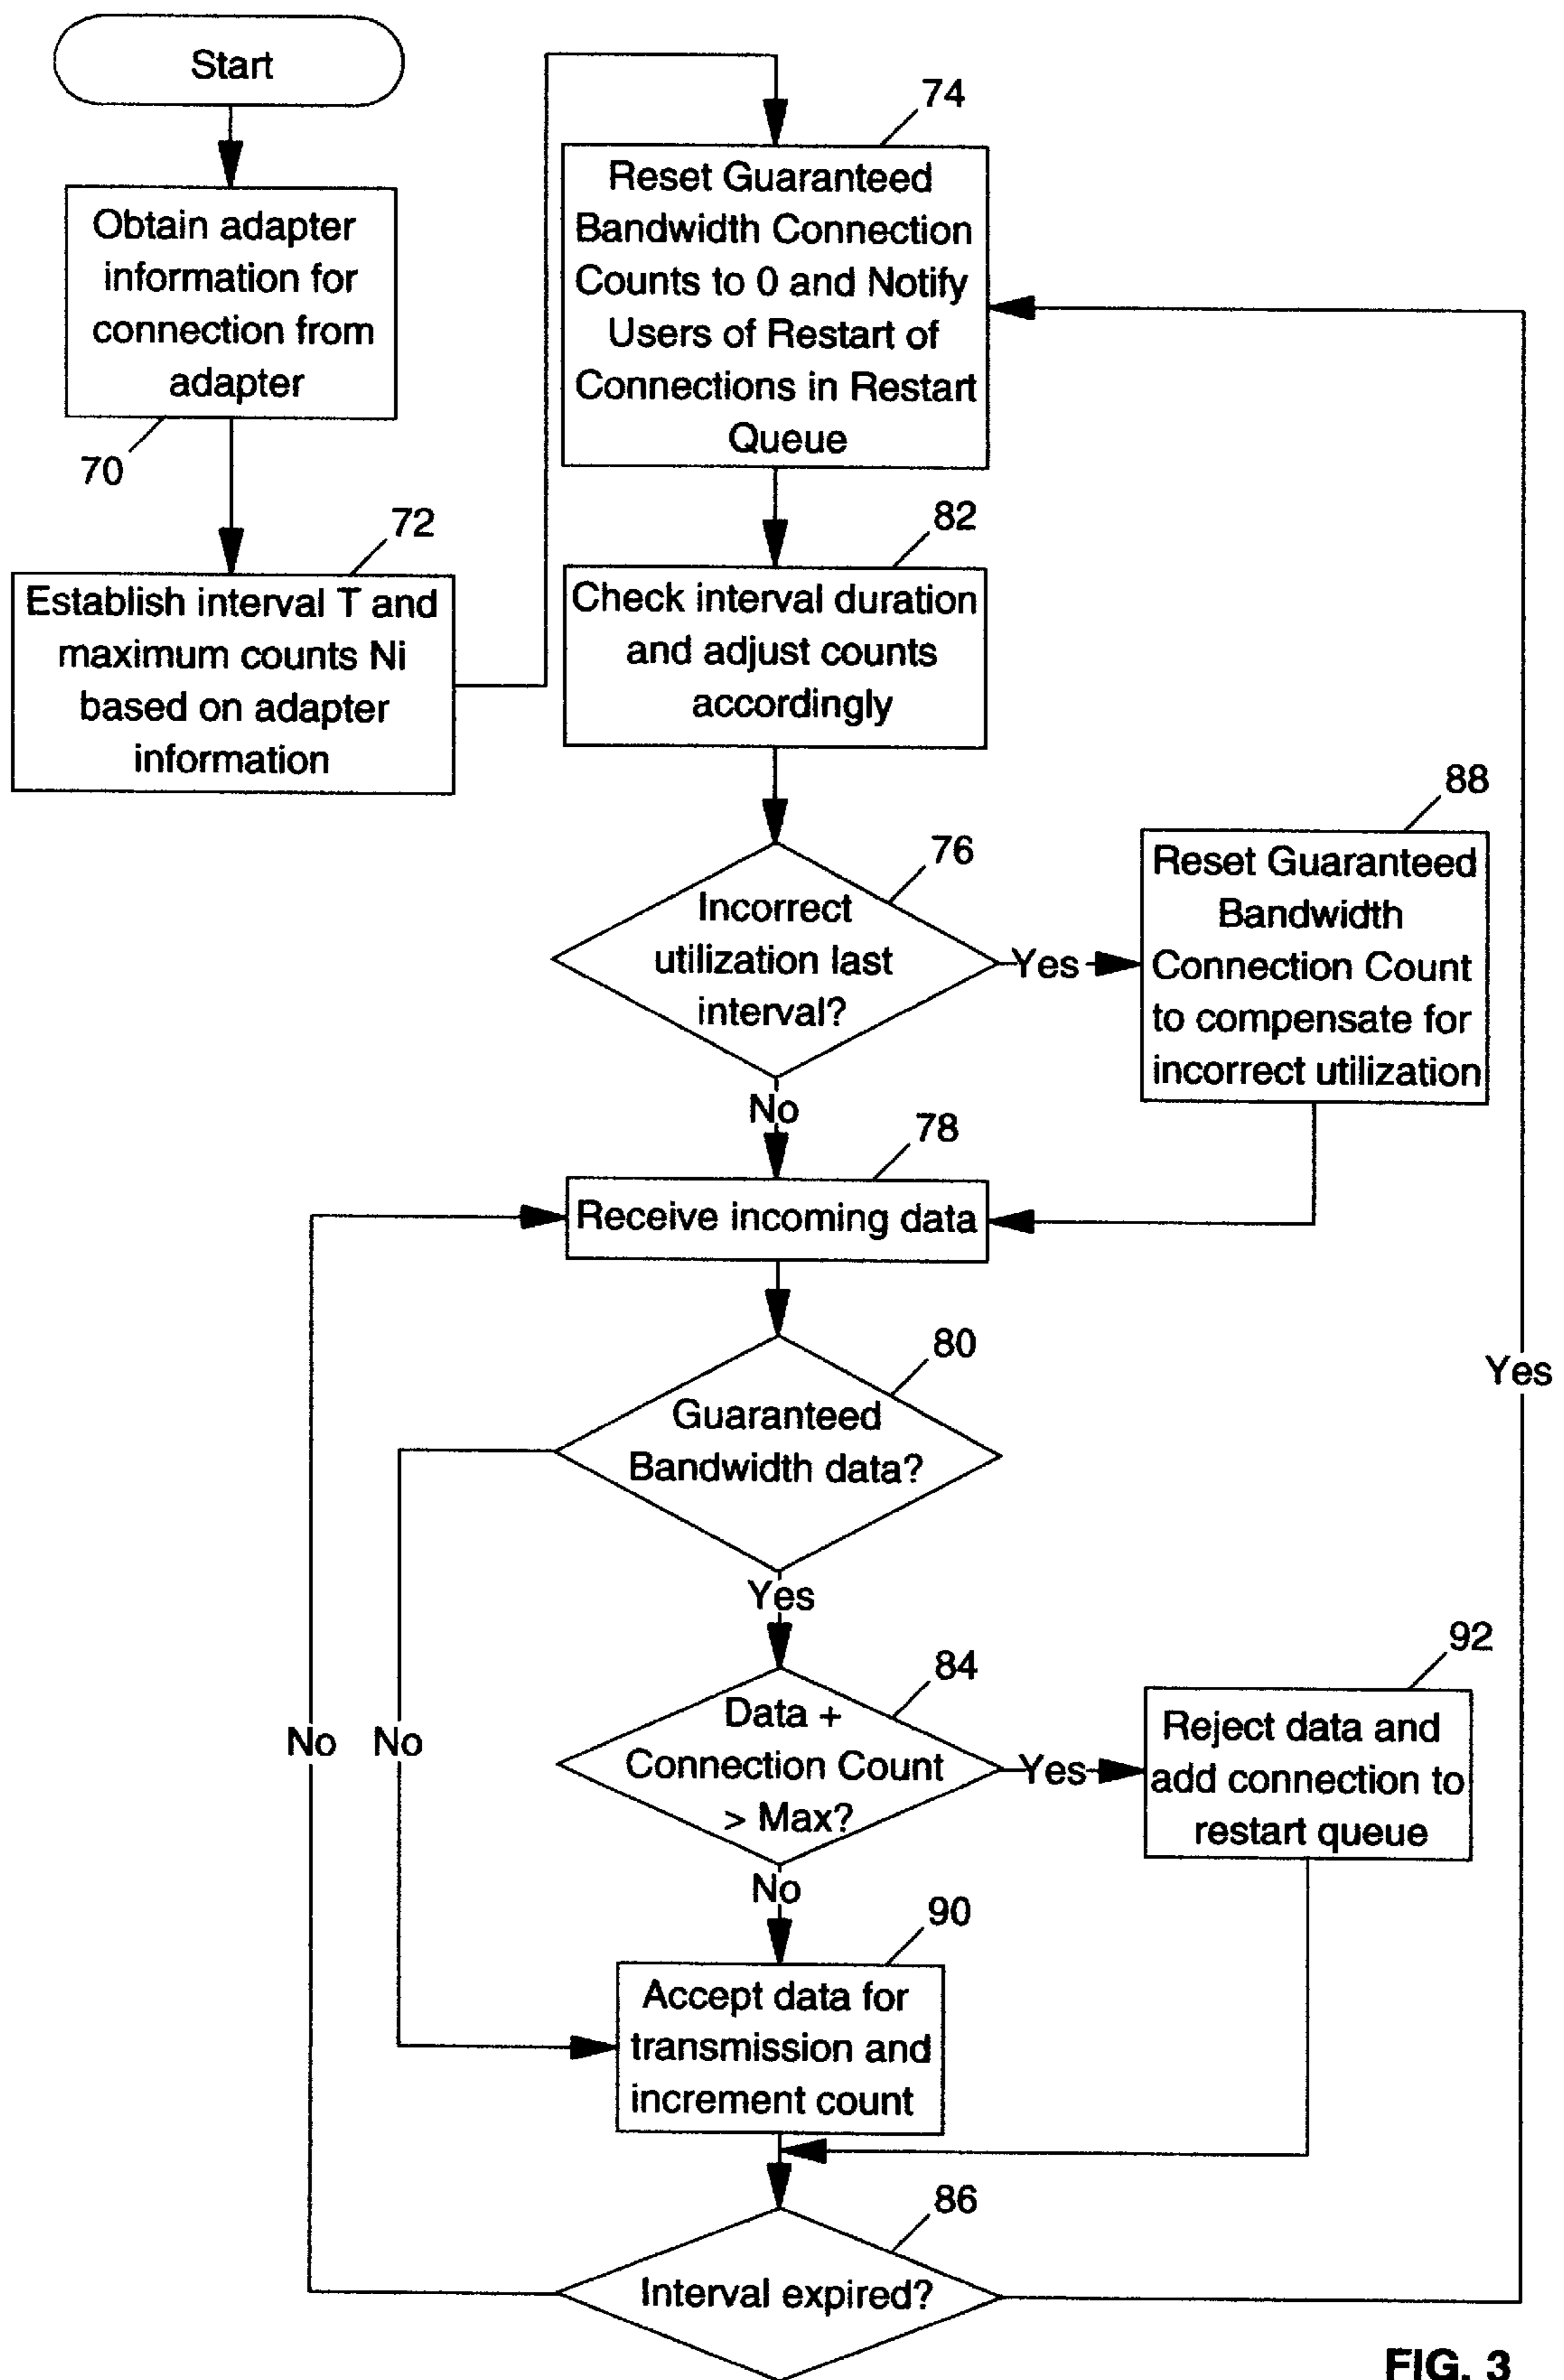 Start
Obtain adapter
information for
connection from
adapter
70
72
Establish interval T and
maximum counts Ni
based on adapter
information
74
Reset Guaranteed
Bandwidth Connection
Counts to 0 and Notify
Users of Restart of
Connections in Restart
Queue
82
Check interval duration
and adjust counts
accordingly
76
Incorrect
utilization last
interval?
Yes
88
Reset Guaranteed
Bandwidth
Connection Count
to compensate for
incorrect utilization
No
78
Receive incoming data
80
Guaranteed
Bandwidth data?
Yes
Yes
84
Data +
Connection Count
> Max?
Yes
92
Reject data and
add connection to
restart queue
No
No
No
90
Accept data for
transmission and
increment count
86
Interval expired?
FIG. 3